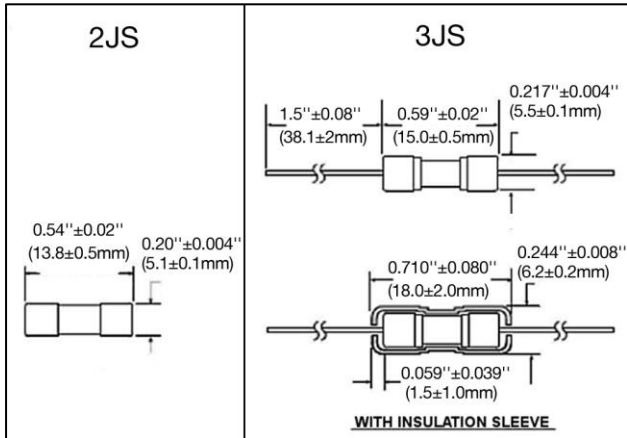 2JS
0.54''±0.02''
(13.8±0.5mm)
0.20''±0.004''
(5.1±0.1mm)
3JS
1.5''±0.08''
(38.1±2mm)
0.59''±0.02''
(15.0±0.5mm)
0.217''±0.004''
(5.5±0.1mm)
0.710''±0.080''
(18.0±2.0mm)
0.244''±0.008''
(6.2±0.2mm)
0.059''±0.039''
(1.5±1.0mm)
WITH INSULATION SLEEVE